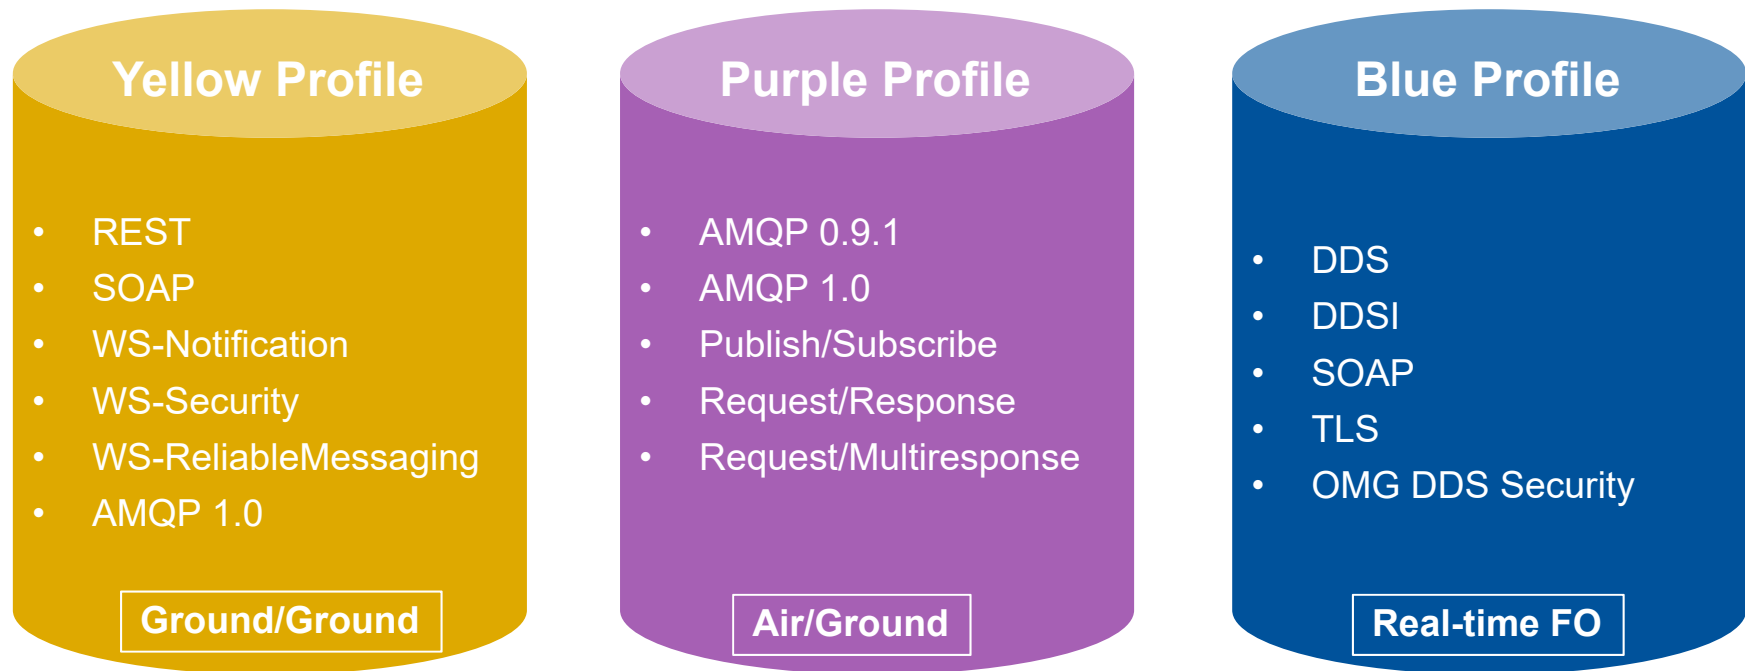 Yellow Profile
• REST
• SOAP
• WS-Notification
• WS-Security
• WS-ReliableMessaging
• AMQP 1.0
Ground/Ground
Purple Profile
• AMQP 0.9.1
• AMQP 1.0
• Publish/Subscribe
• Request/Response
• Request/Multiresponse
Air/Ground
Blue Profile
• DDS
• DDSI
• SOAP
• TLS
• OMG DDS Security
Real-time FO